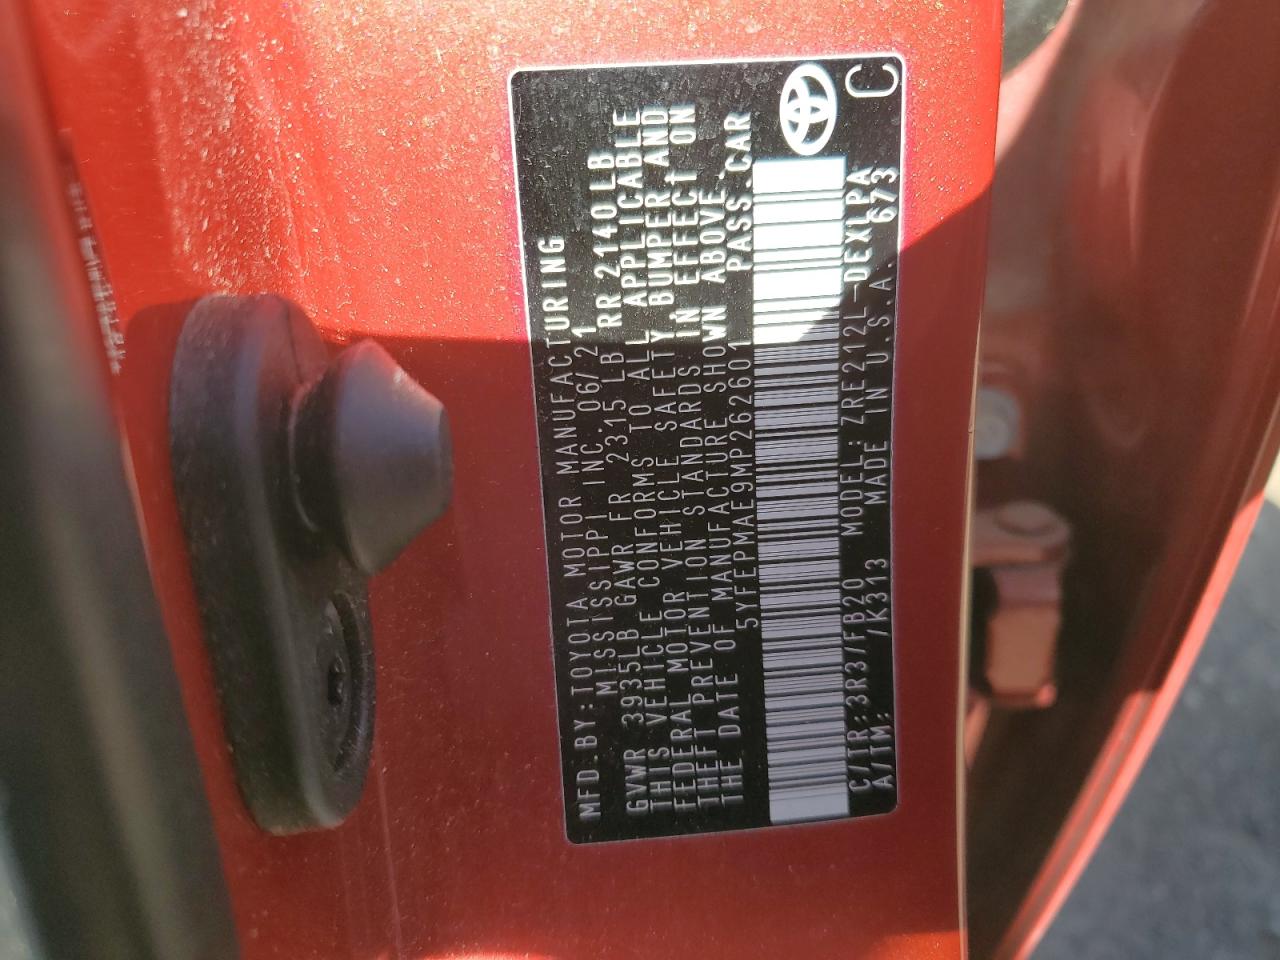 MFD.BY:TOYOTA MOTOR MANUFACTURING
MISSISSIPPI INC. 06/21
GVWR 3935LB GAWR FR 2315 LB RR 2140 LB
THIS VEHICLE CONFORMS TO ALL APPLICABLE
FEDERAL MOTOR VEHICLE SAFETY, BUMPER, AND
THEFT PREVENTION STANDARDS IN EFFECT ON
THE DATE OF MANUFACTURE SHOWN ABOVE.
5YFEPMAE9MP262601 PASS.CAR
C/TR:3R3/FB20 MODEL:ZRE212L-DEXLPA
A/TM: /K313 MADE IN U.S.A. 673
C